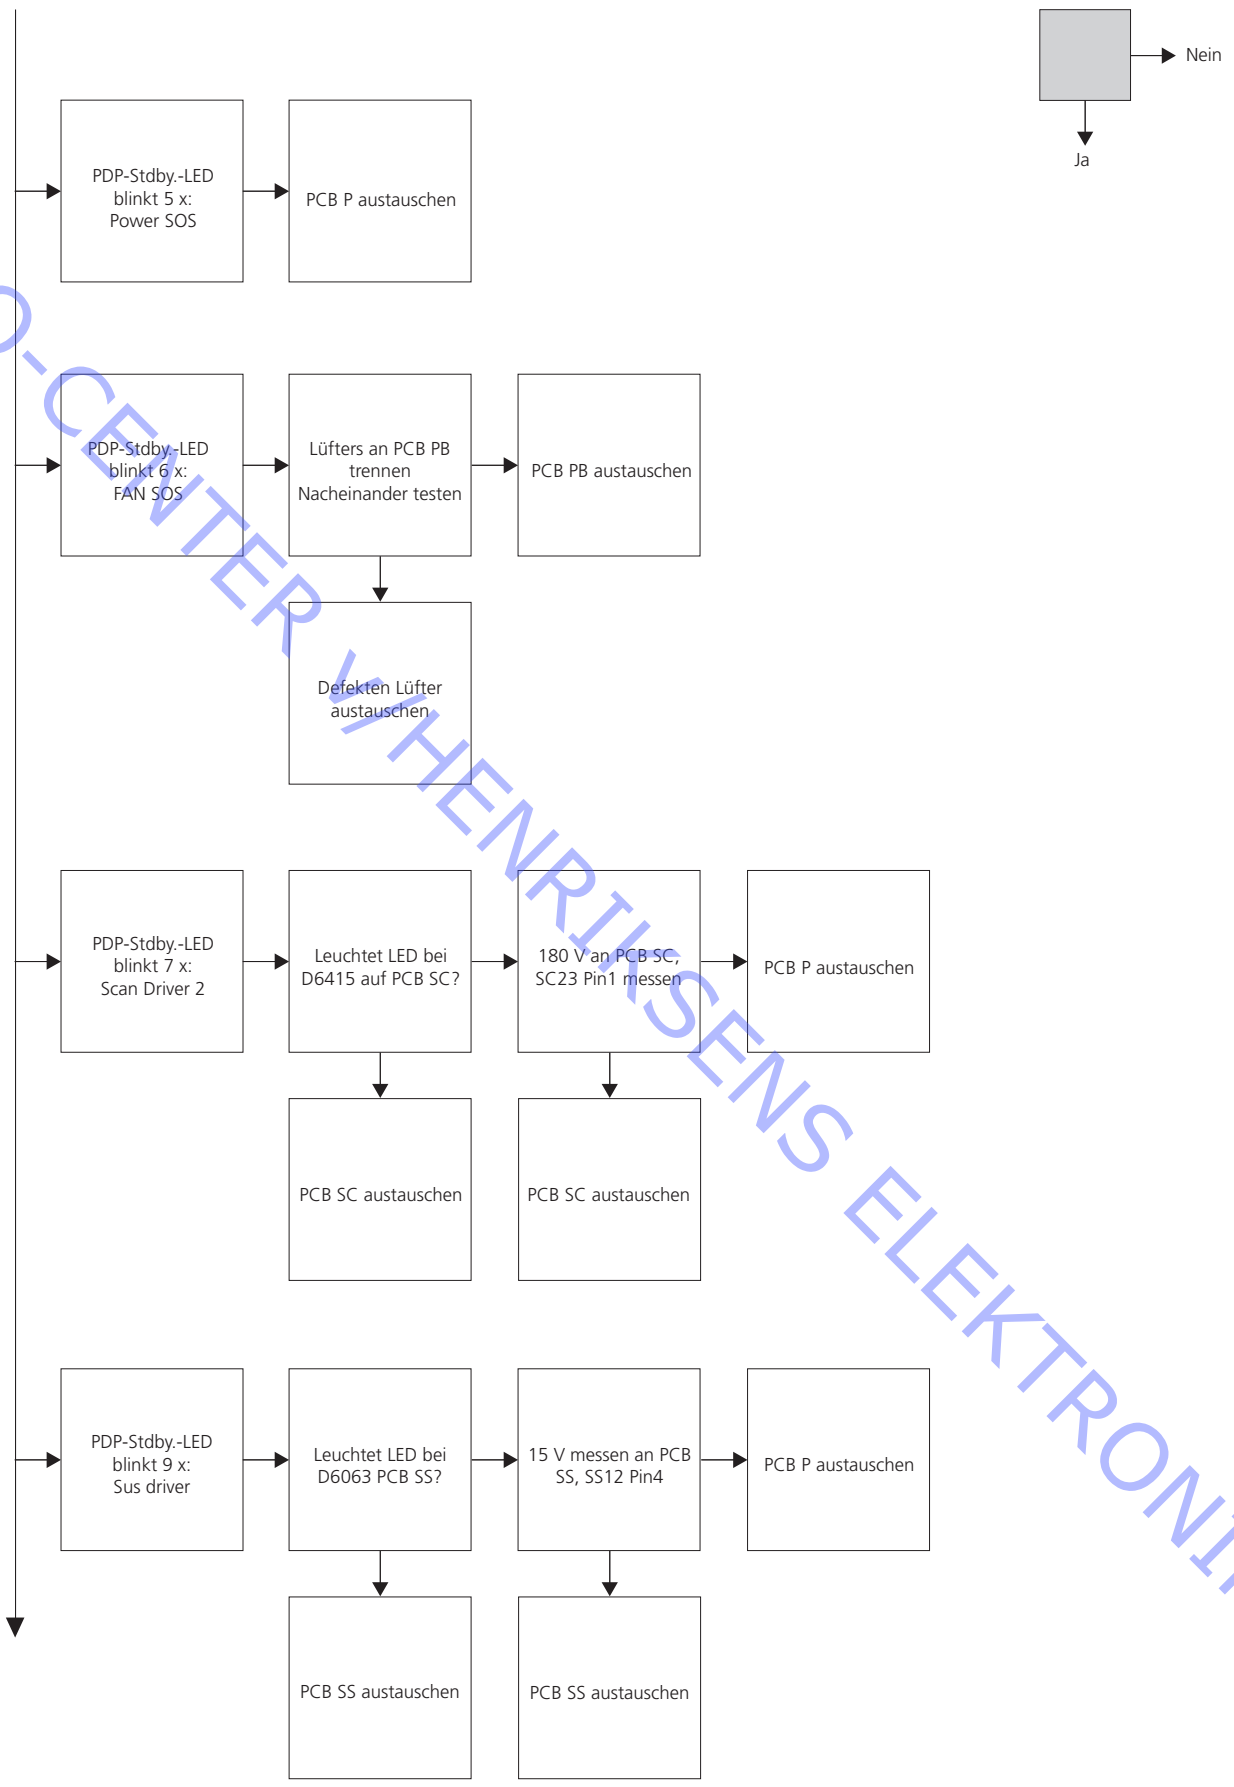 Nein
Ja
PDP-Stdby.-LED
blinkt 5 x:
Power SOS
PCB P austauschen
PDP-Stdby.-LED
blinkt 6 x:
FAN SOS
Lüfters an PCB PB
trennen
Nacheinander testen
PCB PB austauschen
Defekten Lüfter
austauschen
PDP-Stdby.-LED
blinkt 7 x:
Scan Driver 2
Leuchtet LED bei
D6415 auf PCB SC?
180 V an PCB SC,
SC23 Pin1 messen
PCB P austauschen
PCB SC austauschen
PCB SC austauschen
PDP-Stdby.-LED
blinkt 9 x:
Sus driver
Leuchtet LED bei
D6063 PCB SS?
15 V messen an PCB
SS, SS12 Pin4
PCB P austauschen
PCB SS austauschen
PCB SS austauschen
O-CENTER v/HENRIKSENS ELEKTRONI